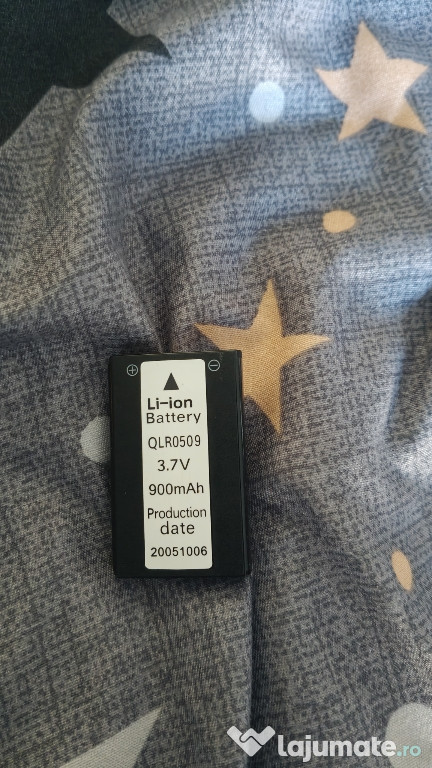 ⊕ ⊖
Li-ion
Battery
QLR0509
3.7V
900mAh
Production
date
20051006
lajumate.ro